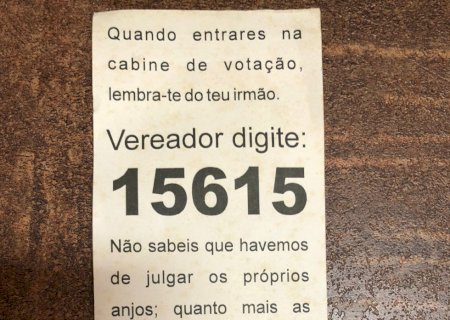 Quando entrares na
cabine de votação,
lembra-te do teu irmão.
Vereador digite:
15615
Não sabeis que havemos
de julgar os próprios
anjos; quanto mais as